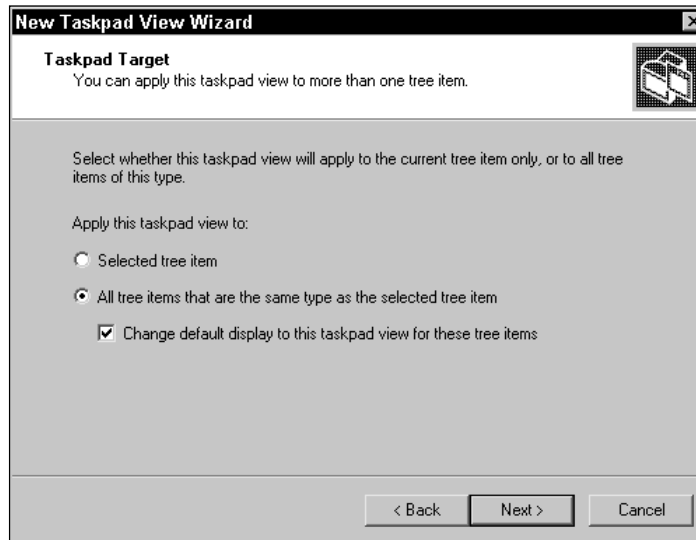 New Taskpad View Wizard
Taskpad Target
You can apply this taskpad view to more than one tree item.
Select whether this taskpad view will apply to the current tree item only, or to all tree
items of this type.
Apply this taskpad view to:
Selected tree item
All tree items that are the same type as the selected tree item
Change default display to this taskpad view for these tree items
< Back
Next >
Cancel